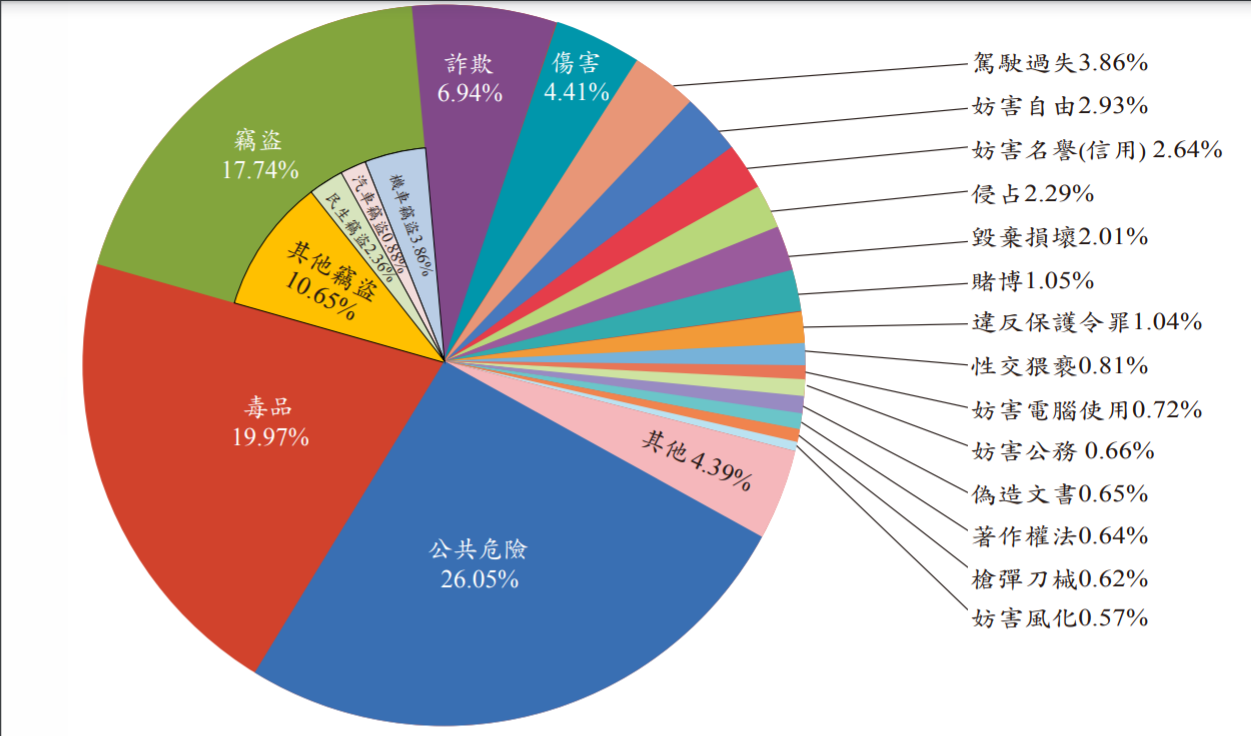 詐欺
6.94%
傷害
4.41%
竊盜
17.74%
機車竊盜3.86%
汽車竊盜0.88%
民生竊盜2.36%
其他竊盜
10.65%
毒品
19.97%
公共危險
26.05%
其他4.39%
駕駛過失3.86%
妨害自由2.93%
妨害名譽(信用) 2.64%
侵占2.29%
毀棄損壞2.01%
賭博1.05%
違反保護令罪1.04%
性交猥褻0.81%
妨害電腦使用0.72%
妨害公務 0.66%
偽造文書0.65%
著作權法0.64%
槍彈刀械0.62%
妨害風化0.57%